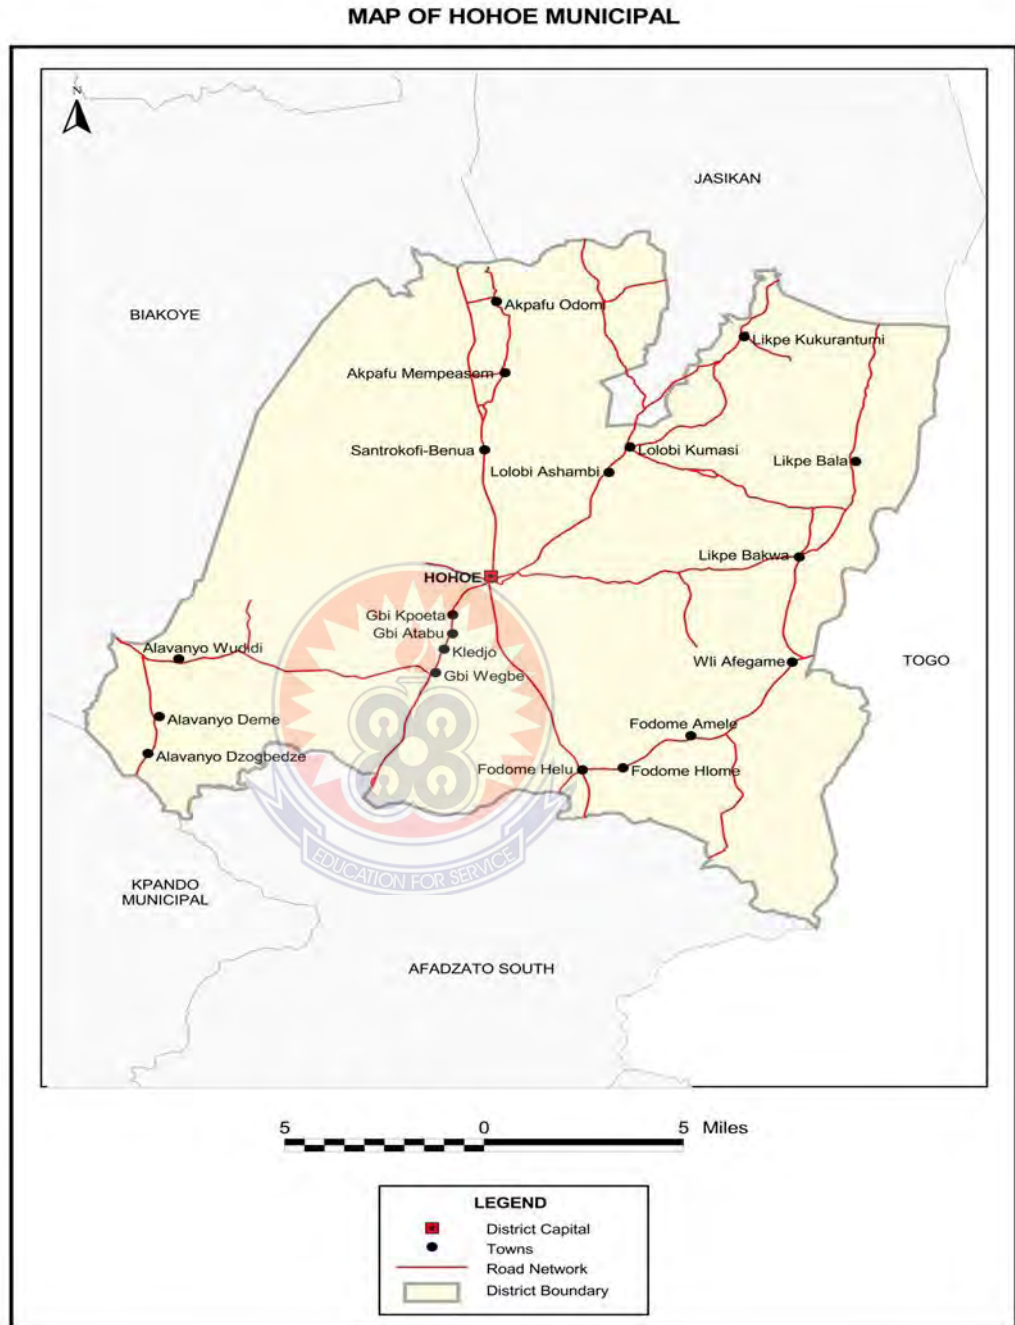 MAP OF HOHOE MUNICIPAL
N
JASIKAN
BIAKOYE
Akpafu Odomi
Likpe Kukurantumi
Akpafu Mempeasem
Santrokofi-Benua
Lolobi Kumasi
Lolobi Ashambi
Likpe Bala
Likpe Bakwa
HOHOE
Gbi Kpoeta
Gbi Atabu
Alavanyo Wudidi
Kledjo
Wli Afegame
TOGO
Gbi Wegbe
Alavanyo Deme
Fodome Amele
Alavanyo Dzogbedze
Fodome Helu
Fodome Hlome
EDUCATION FOR SERVICE
KPANDO
MUNICIPAL
AFADZATO SOUTH
5 0 5 Miles
LEGEND
District Capital
Towns
Road Network
District Boundary